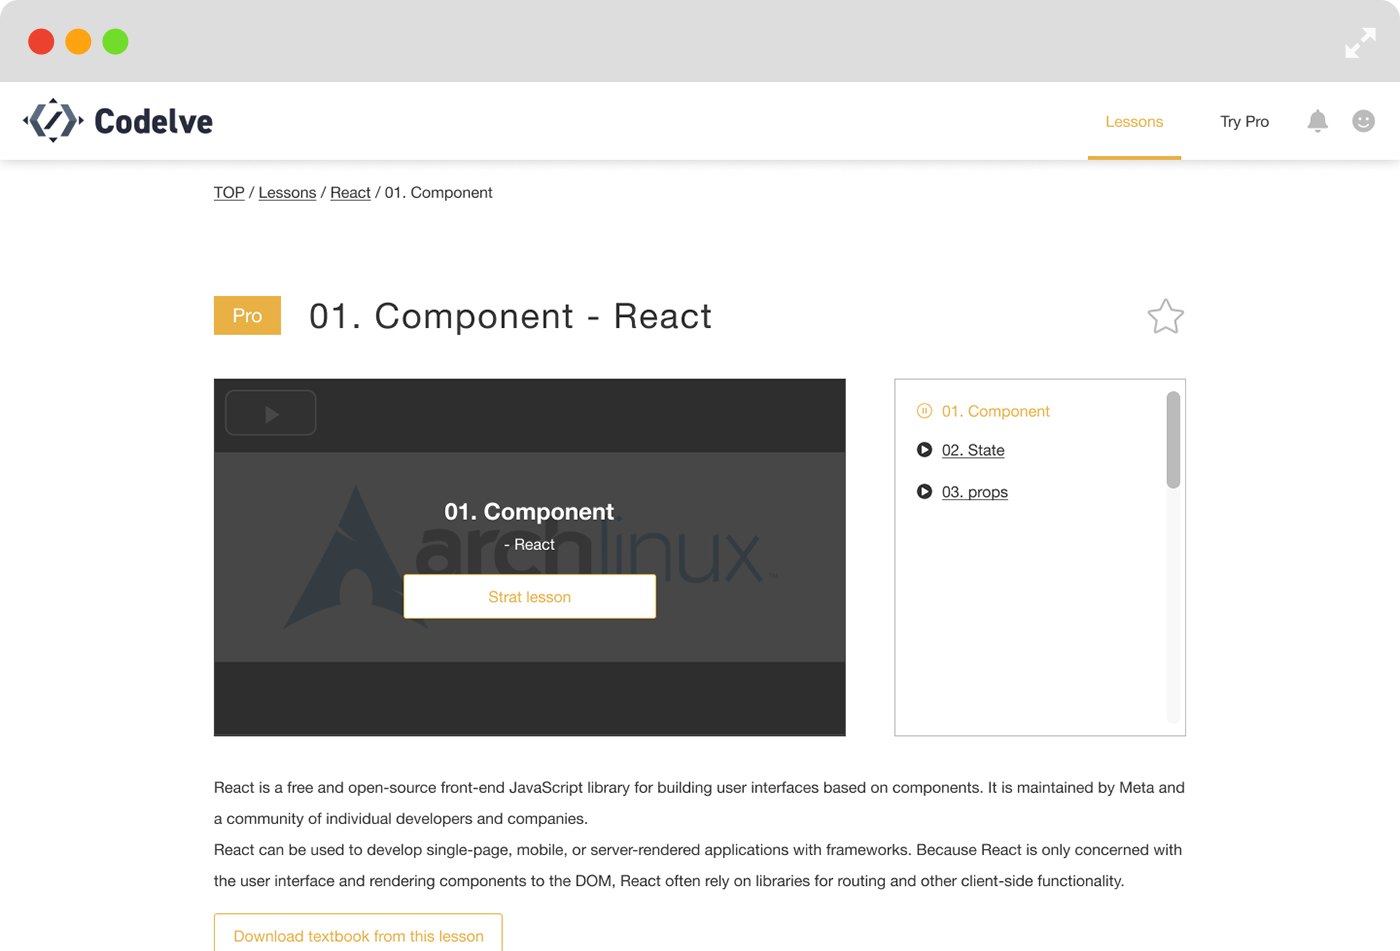 Codelve
Lessons
Try Pro
TOP / Lessons / React / 01. Component
Pro
01. Component - React
archlinux
01. Component
- React
Strat lesson
01. Component
02. State
03. props
React is a free and open-source front-end JavaScript library for building user interfaces based on components. It is maintained by Meta and
a community of individual developers and companies.
React can be used to develop single-page, mobile, or server-rendered applications with frameworks. Because React is only concerned with
the user interface and rendering components to the DOM, React often rely on libraries for routing and other client-side functionality.
Download textbook from this lesson